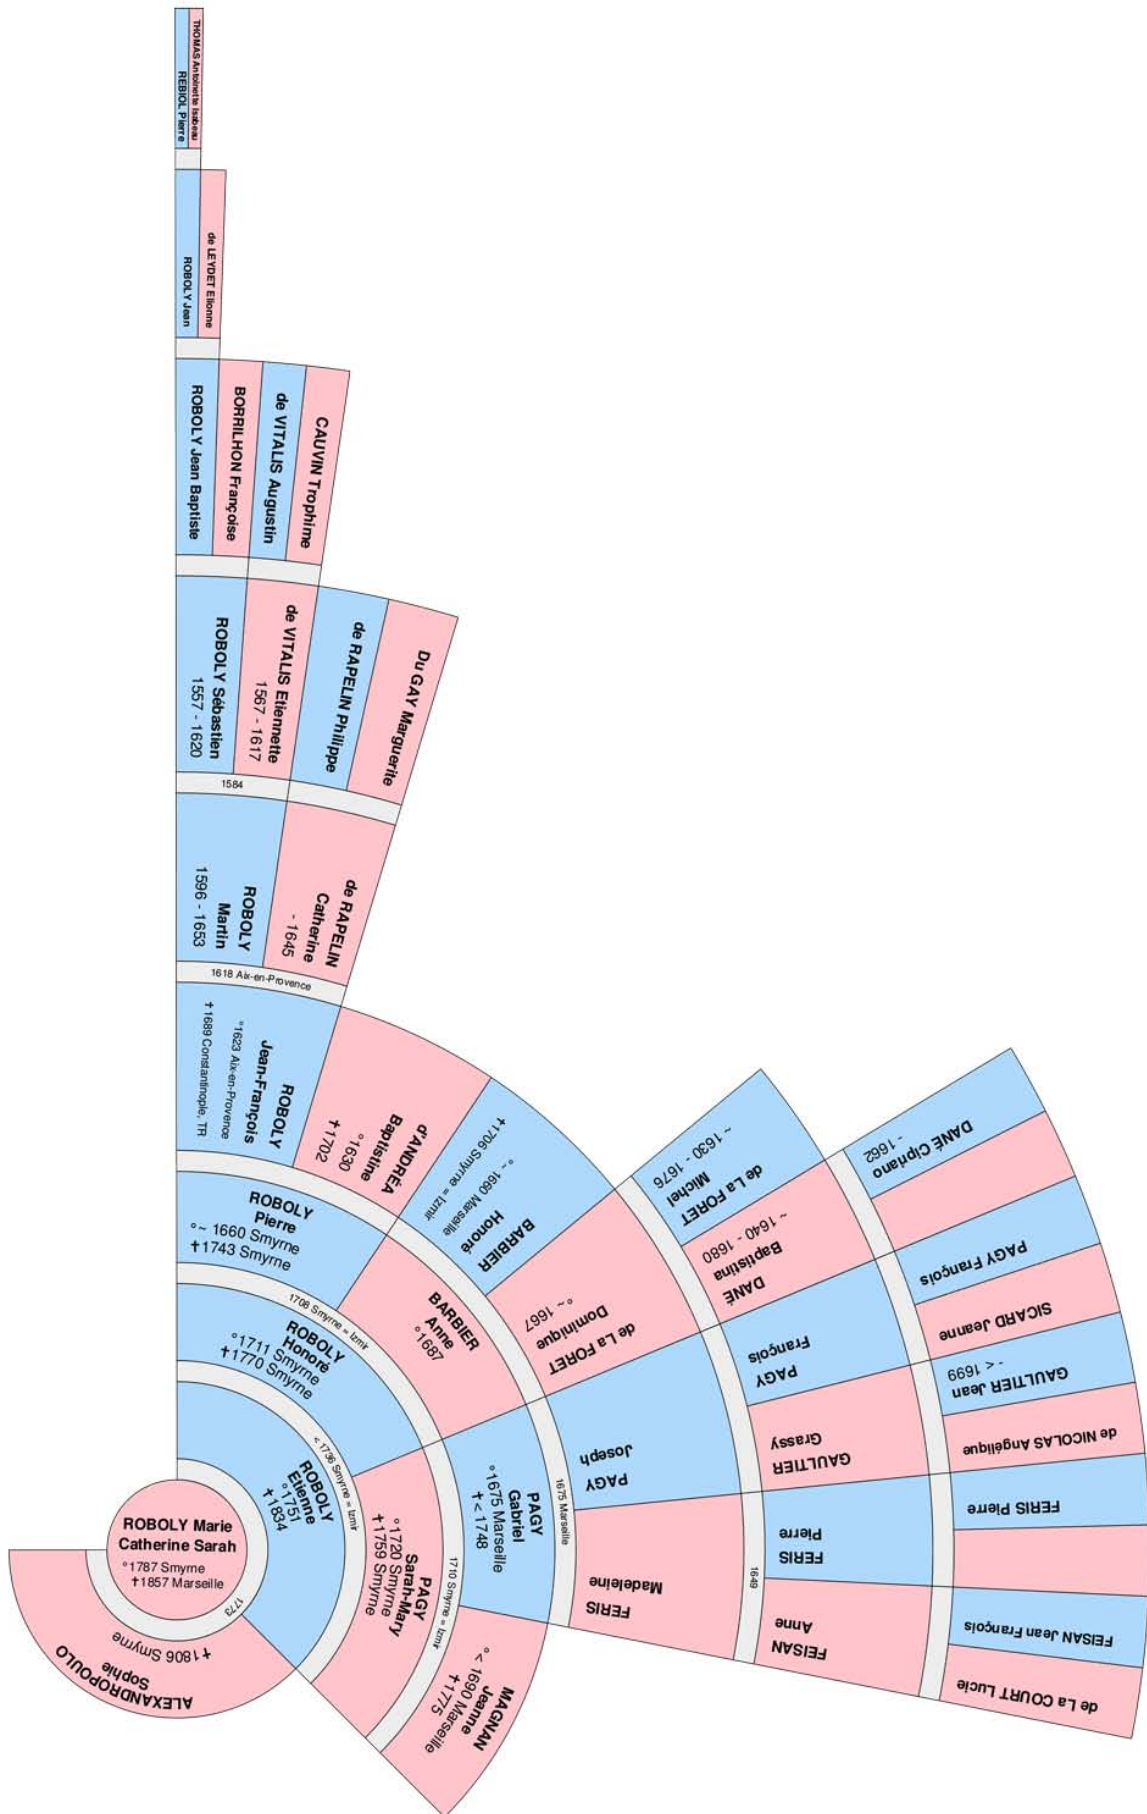 THOMAS Antoinette Isabeau
REBIOL Pierre
de LEYDET Elionne
ROBOLY Jean
CAUVIN Trophime
de VITALIS Augustin
BORRILHON Françoise
ROBOLY Jean Baptiste
Du GAY Marguerite
de RAPELIN Philippe
de VITALIS Etiennette
1567 - 1617
ROBOLY Sébastien
1557 - 1620
1584
de RAPELIN
Catherine
- 1645
ROBOLY
Martin
1596 - 1653
1618 Aix-en-Provence
ROBOLY
Jean-François
°1623 Aix-en-Provence
†1689 Constantinople, TR
d'ANDRÉA
Baptistine
°1630
†1702
BARBIER
Honoré
°~ 1660 Marseille
†1706 Smyrne = Izmir
de La FORET
Dominique
°~ 1667
de La FORET
Michel
~ 1630 - 1676
DANÉ
Baptistina
~ 1640 - 1680
DANÉ Cipriano
- 1662
PAGY François
SICARD Jeanne
GAULTIER Jean
- < 1699
de NICOLAS Angélique
FERIS Pierre
FEISAN Jean François
de La COURT Lucie
PAGY
François
GAULTIER
Grassy
FERIS
Pierre
FEISAN
Anne
1649
PAGY
Joseph
FERIS
Madeleine
1675 Marseille
ROBOLY
Pierre
°~ 1660 Smyrne
†1743 Smyrne
BARBIER
Anne
°1687
PAGY
Gabriel
°1675 Marseille
†< 1748
MAGNAN
Jeanne
°< 1690 Marseille
†1775
1708 Smyrne = Izmir
1710 Smyrne = Izmir
ROBOLY
Honoré
°1711 Smyrne
†1770 Smyrne
PAGY
Sarah-Mary
°1720 Smyrne
†1759 Smyrne
< 1736 Smyrne = Izmir
ROBOLY
Etienne
°1751
†1834
1773
ROBOLY Marie
Catherine Sarah
°1787 Smyrne
†1857 Marseille
ALEXANDROPOULO
Sophie
†1806 Smyrne